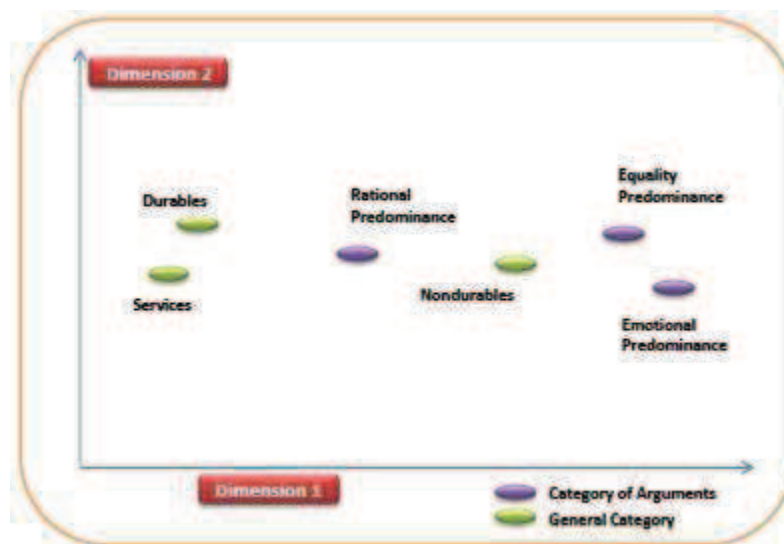 Dimension 2
Durables
Services
Rational
Predominance
Nondurables
Equality
Predominance
Emotional
Predominance
Dimension 1
Category of Arguments
General Category